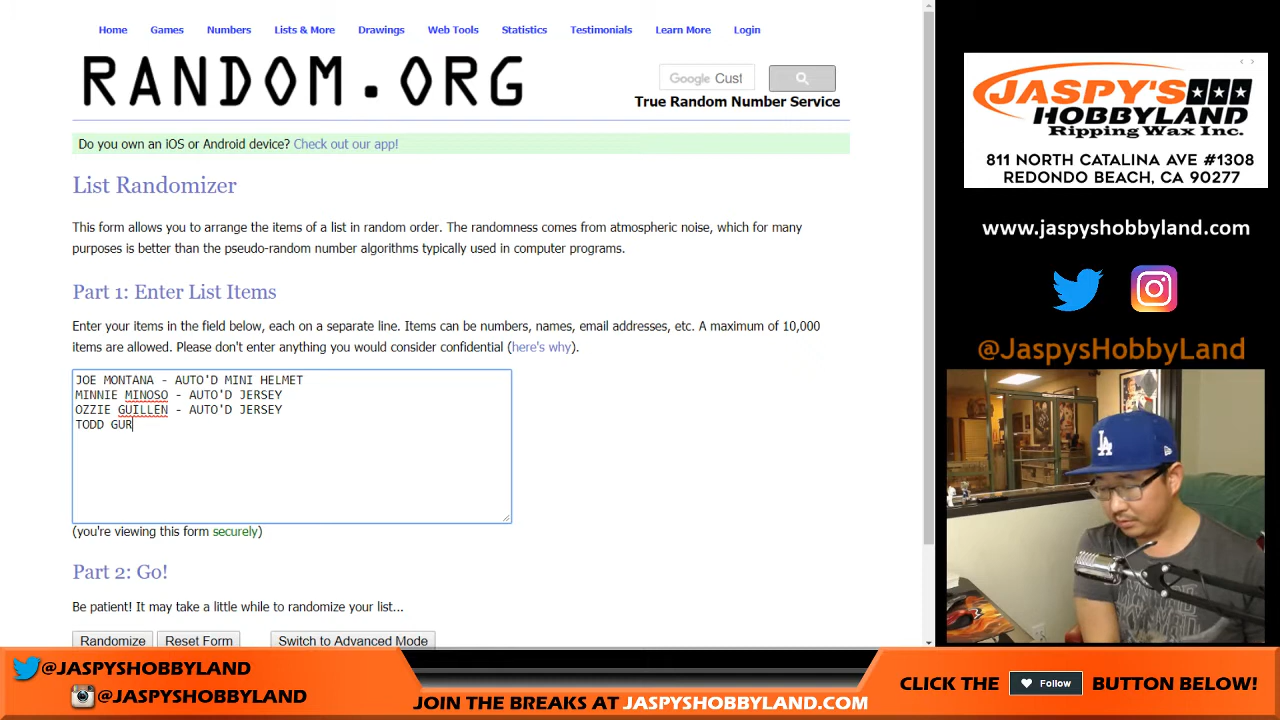 Home Games Numbers Lists & More Drawings Web Tools Statistics Testimonials Learn More Login
RANDOM.ORG
Google Cust
True Random Number Service
Do you own an iOS or Android device? Check out our app!
List Randomizer
This form allows you to arrange the items of a list in random order. The randomness comes from atmospheric noise, which for many
purposes is better than the pseudo-random number algorithms typically used in computer programs.
Part 1: Enter List Items
Enter your items in the field below, each on a separate line. Items can be numbers, names, email addresses, etc. A maximum of 10,000
items are allowed. Please don't enter anything you would consider confidential (here's why).
JOE MONTANA - AUTO'D MINI HELMET
MINNIE MINOSO - AUTO'D JERSEY
OZZIE GUILLEN - AUTO'D JERSEY
TODD GUR
(you're viewing this form securely)
Part 2: Go!
Be patient! It may take a little while to randomize your list...
Randomize Reset Form Switch to Advanced Mode
JASPY'S
HOBBYLAND
Ripping Wax Inc.
811 NORTH CATALINA AVE #1308
REDONDO BEACH, CA 90277
www.jaspyshobbyland.com
@JaspysHobbyLand
LA
@JASPYSHOBBYLAND
@JASPYSHOBBYLAND
JOIN THE BREAKS AT JASPYSHOBBYLAND.COM
CLICK THE Follow BUTTON BELOW!